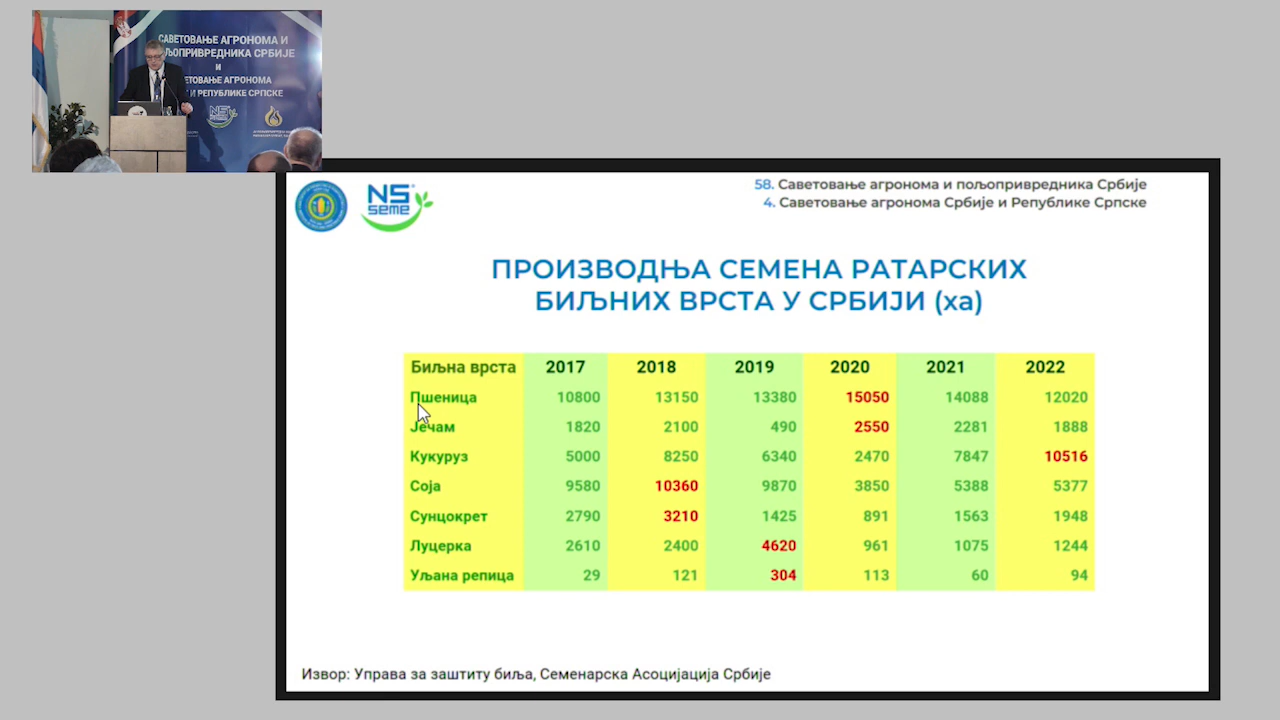 САВЕТОВАЊЕ АГРОНОМА И
ПОЉОПРИВРЕДНИКА СРБИЈЕ
И
САВЕТОВАЊЕ АГРОНОМА
И РЕПУБЛИКЕ СРПСКЕ
NS seme
58. Саветовање агронома и пољопривредника Србије
4. Саветовање агронома Србије и Републике Српске
ПРОИЗВОДЊА СЕМЕНА РАТАРСКИХ
БИЉНИХ ВРСТА У СРБИЈИ (ха)
Биљна врста 2017 2018 2019 2020 2021 2022
Пшеница 10800 13150 13380 15050 14088 12020
Јечам 1820 2100 490 2550 2281 1888
Кукуруз 5000 8250 6340 2470 7847 10516
Соја 9580 10360 9870 3850 5388 5377
Сунцокрет 2790 3210 1425 891 1563 1948
Луцерка 2610 2400 4620 961 1075 1244
Уљана репица 29 121 304 113 60 94
Извор: Управа за заштиту биља, Семенарска Асоцијација Србије